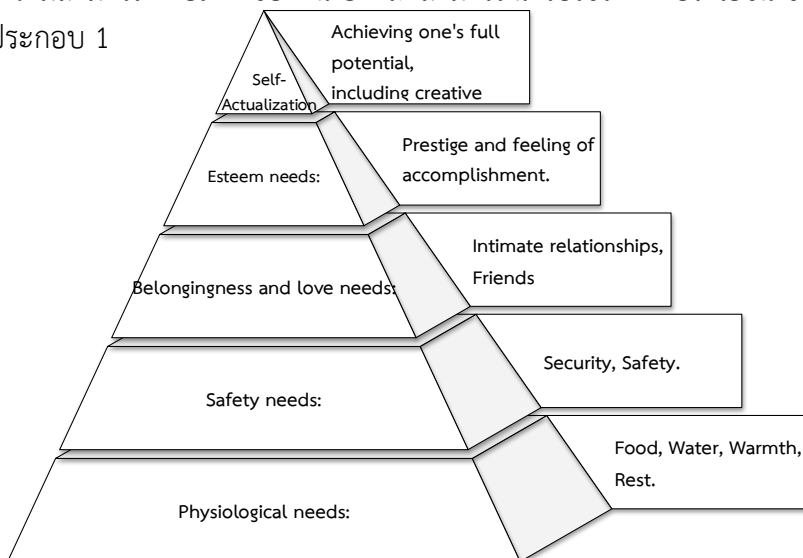 ประกอบ 1
Achieving one's full
potential,
including creative
Self-
Actualization
Prestige and feeling of
accomplishment.
Esteem needs:
Intimate relationships,
Friends
Belongingness and love needs:
Security, Safety.
Safety needs:
Food, Water, Warmth,
Rest.
Physiological needs: